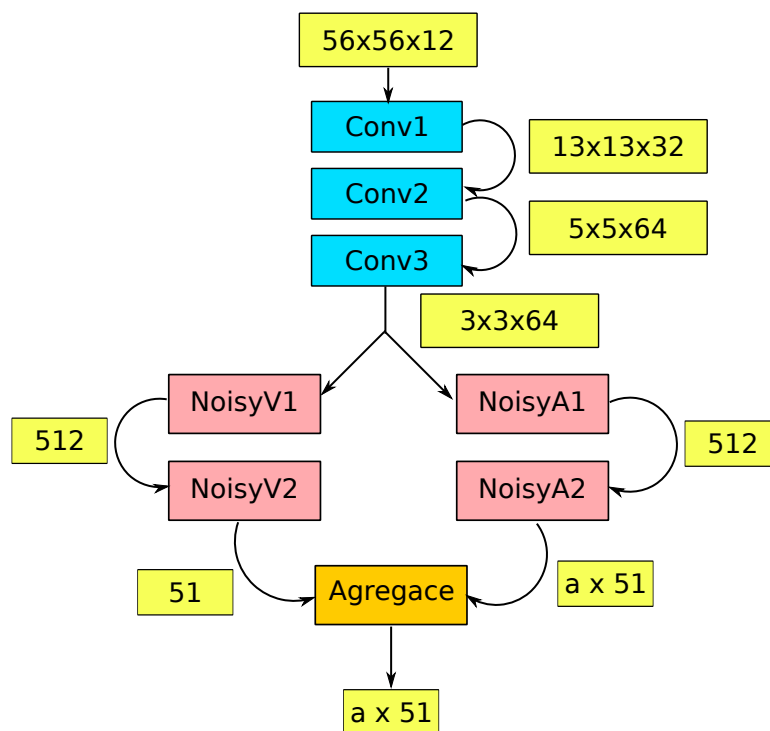 56x56x12
Conv1
13x13x32
Conv2
5x5x64
Conv3
3x3x64
NoisyV1
NoisyA1
512
512
NoisyV2
NoisyA2
51
Agregace
a x 51
a x 51